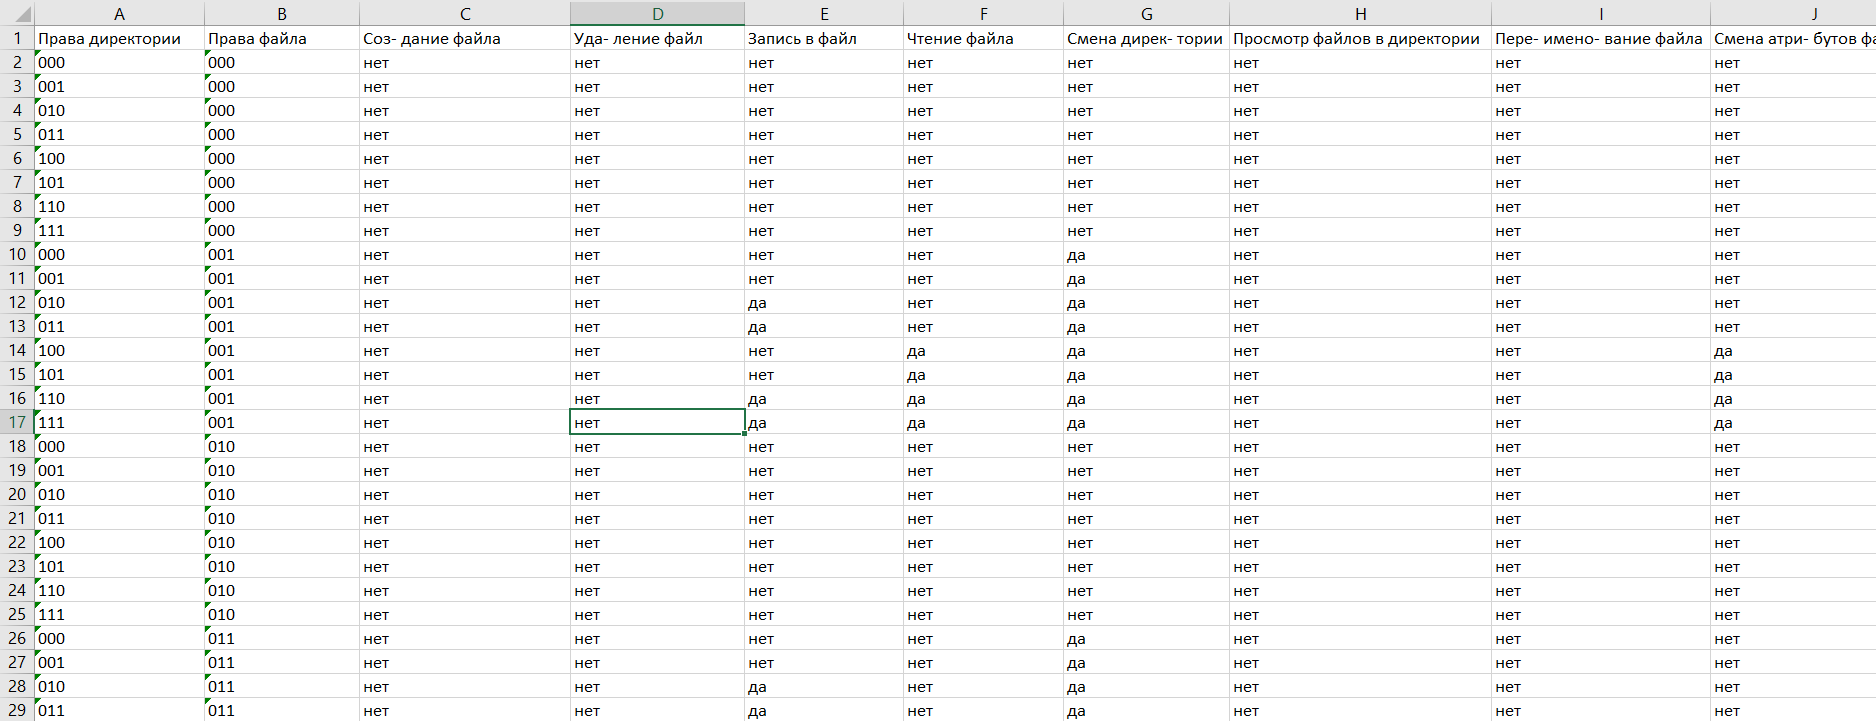 A B C D E F G H I J
1 Права директории Права файла Соз- дание файла Уда- ление файл Запись в файл Чтение файла Смена дирек- тории Просмотр файлов в директории Пере- имено- вание файла Смена атри- бутов фа
2 000 000 нет нет нет нет нет нет нет нет
3 001 000 нет нет нет нет нет нет нет нет
4 010 000 нет нет нет нет нет нет нет нет
5 011 000 нет нет нет нет нет нет нет нет
6 100 000 нет нет нет нет нет нет нет нет
7 101 000 нет нет нет нет нет нет нет нет
8 110 000 нет нет нет нет нет нет нет нет
9 111 000 нет нет нет нет нет нет нет нет
10 000 001 нет нет нет нет да нет нет нет
11 001 001 нет нет нет нет да нет нет нет
12 010 001 нет нет да нет да нет нет нет
13 011 001 нет нет да нет да нет нет нет
14 100 001 нет нет нет да да нет нет да
15 101 001 нет нет нет да да нет нет да
16 110 001 нет нет да да да нет нет да
17 111 001 нет нет да да да нет нет да
18 000 010 нет нет нет нет нет нет нет нет
19 001 010 нет нет нет нет нет нет нет нет
20 010 010 нет нет нет нет нет нет нет нет
21 011 010 нет нет нет нет нет нет нет нет
22 100 010 нет нет нет нет нет нет нет нет
23 101 010 нет нет нет нет нет нет нет нет
24 110 010 нет нет нет нет нет нет нет нет
25 111 010 нет нет нет нет нет нет нет нет
26 000 011 нет нет нет нет да нет нет нет
27 001 011 нет нет нет нет да нет нет нет
28 010 011 нет нет да нет да нет нет нет
29 011 011 нет нет да нет да нет нет нет